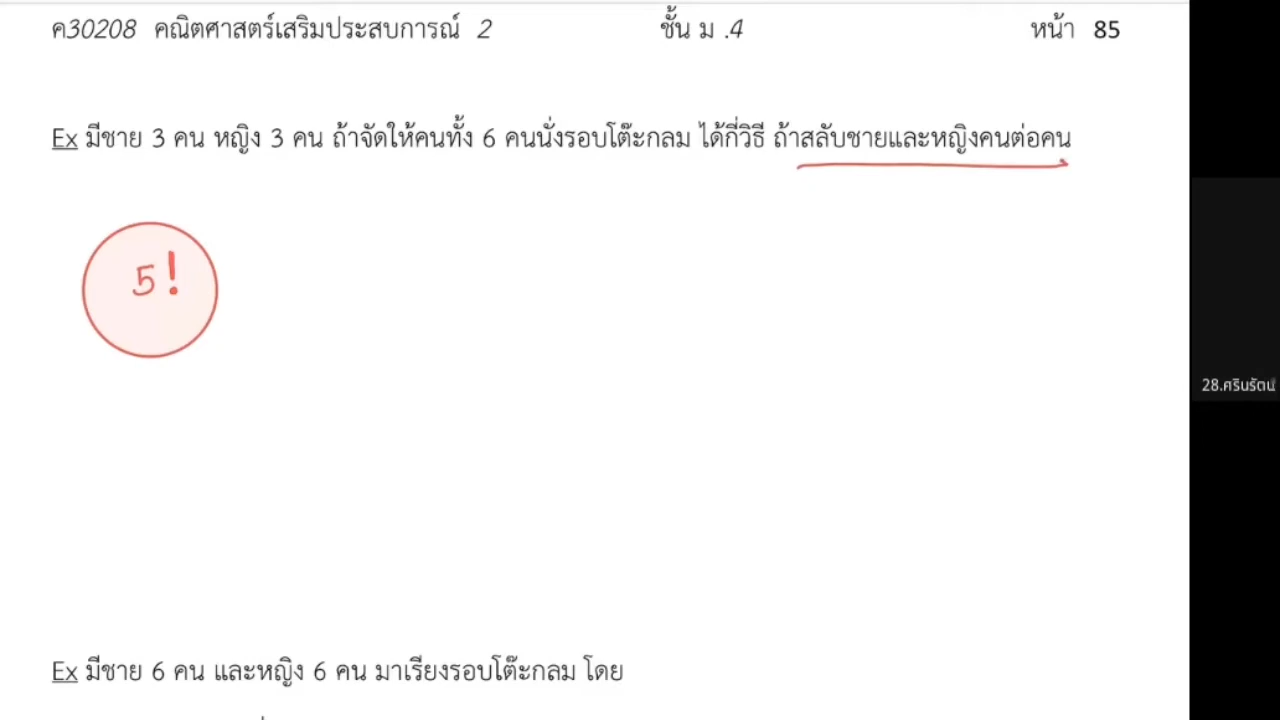 ค30208 คณิตศาสตร์เสริมประสบการณ์ 2 ชั้น ม .4 หน้า 85
Ex มีชาย 3 คน หญิง 3 คน ถ้าจัดให้คนทั้ง 6 คนนั่งรอบโต๊ะกลม ได้กี่วิธี ถ้าสลับชายและหญิงคนต่อคน
5!
28.ศรินรัตน์
Ex มีชาย 6 คน และหญิง 6 คน มาเรียงรอบโต๊ะกลม โดย